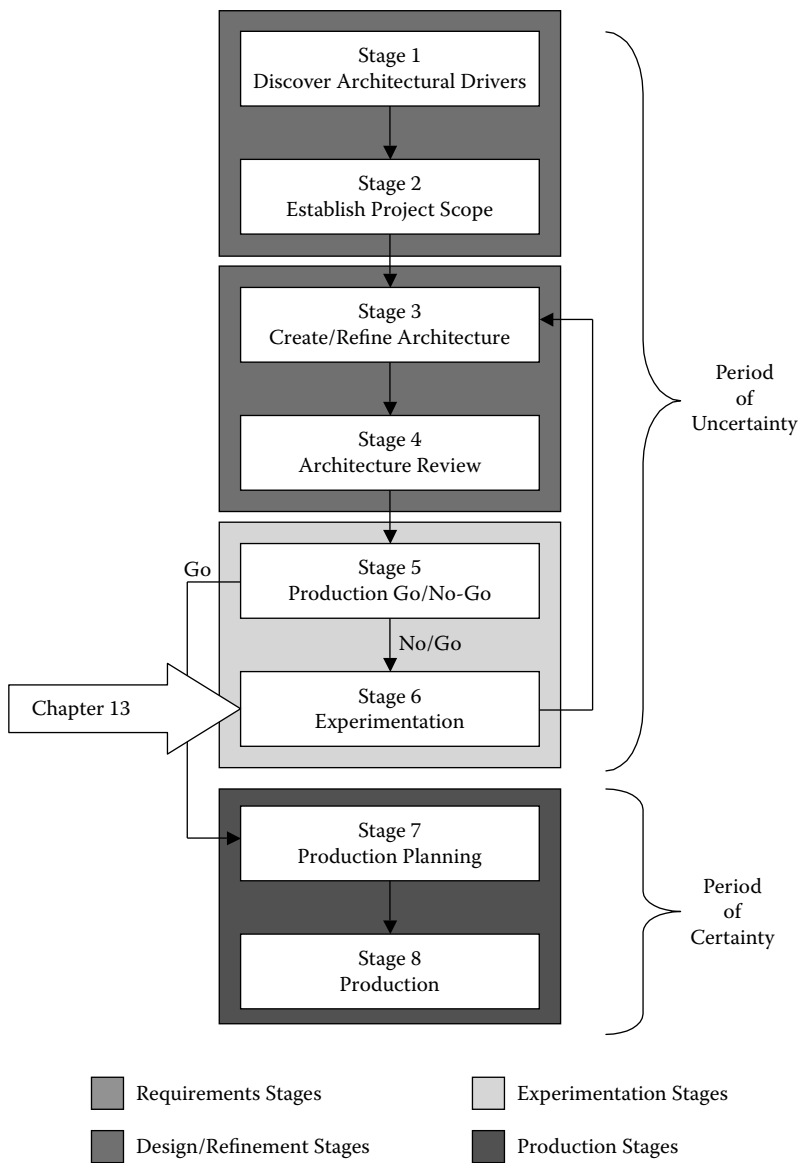 Stage 1
Discover Architectural Drivers
Stage 2
Establish Project Scope
Stage 3
Create/Refine Architecture
Stage 4
Architecture Review
Period
of
Uncertainty
Go
Stage 5
Production Go/No-Go
No/Go
Chapter 13
Stage 6
Experimentation
Stage 7
Production Planning
Stage 8
Production
Period
of
Certainty
Requirements Stages
Experimentation Stages
Design/Refinement Stages
Production Stages